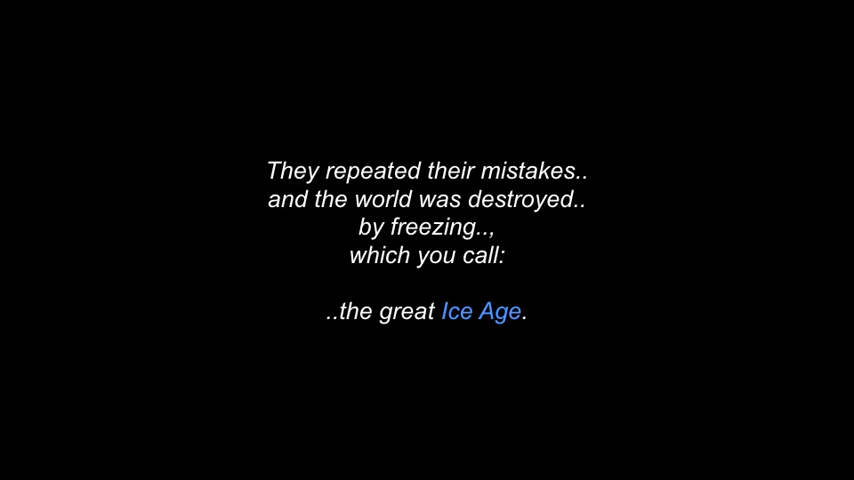 They repeated their mistakes..
and the world was destroyed..
by freezing..,
which you call:
..the great Ice Age.